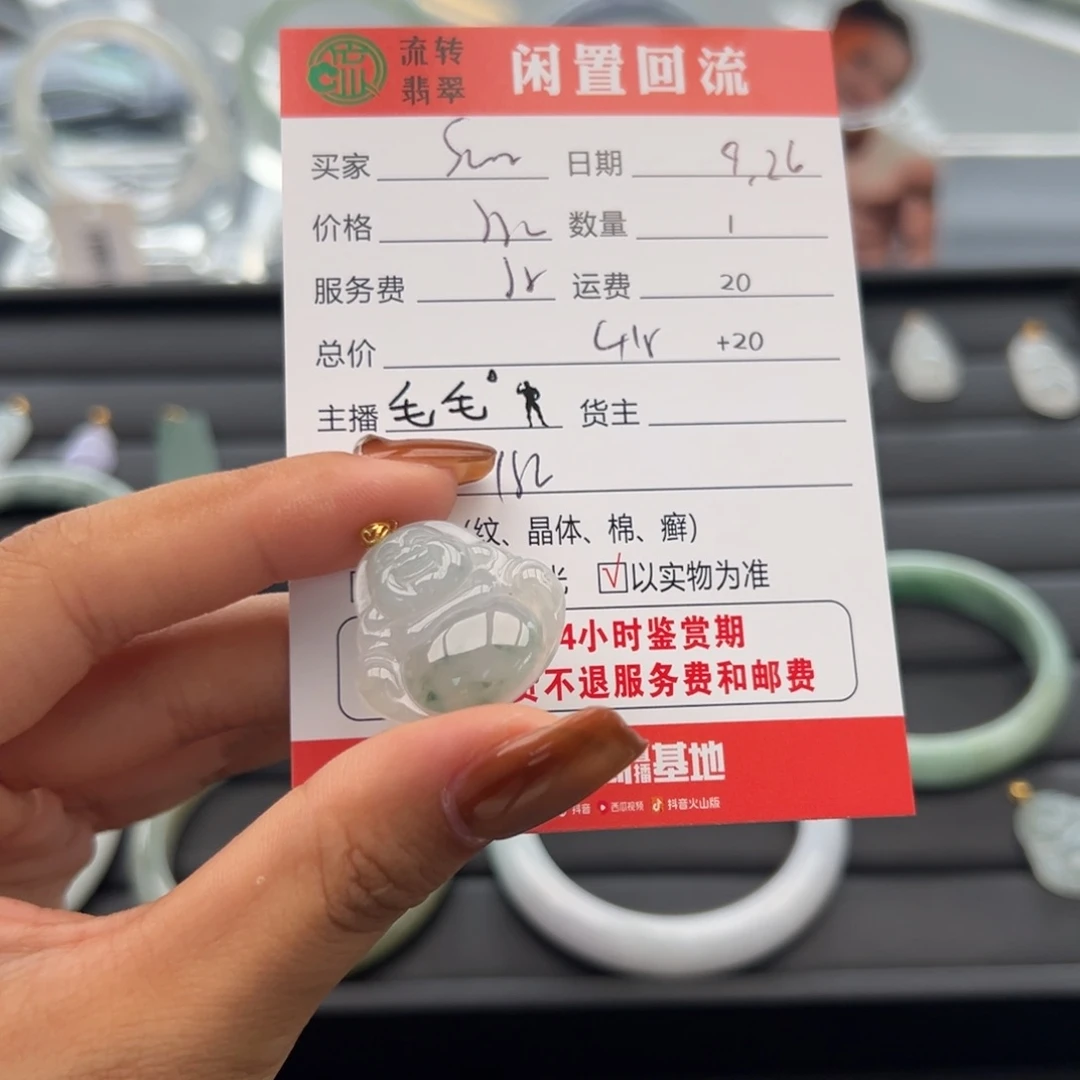 流转
翡翠
闲置回流
买家 Sun 日期 9.26
价格 数量 1
服务费 运费 20
总价 +20
主播 毛毛 货主
(纹、晶体、棉、癣)
√ 以实物为准
4小时鉴赏期
不退服务费和邮费
播基地
抖音 西瓜视频 抖音火山版